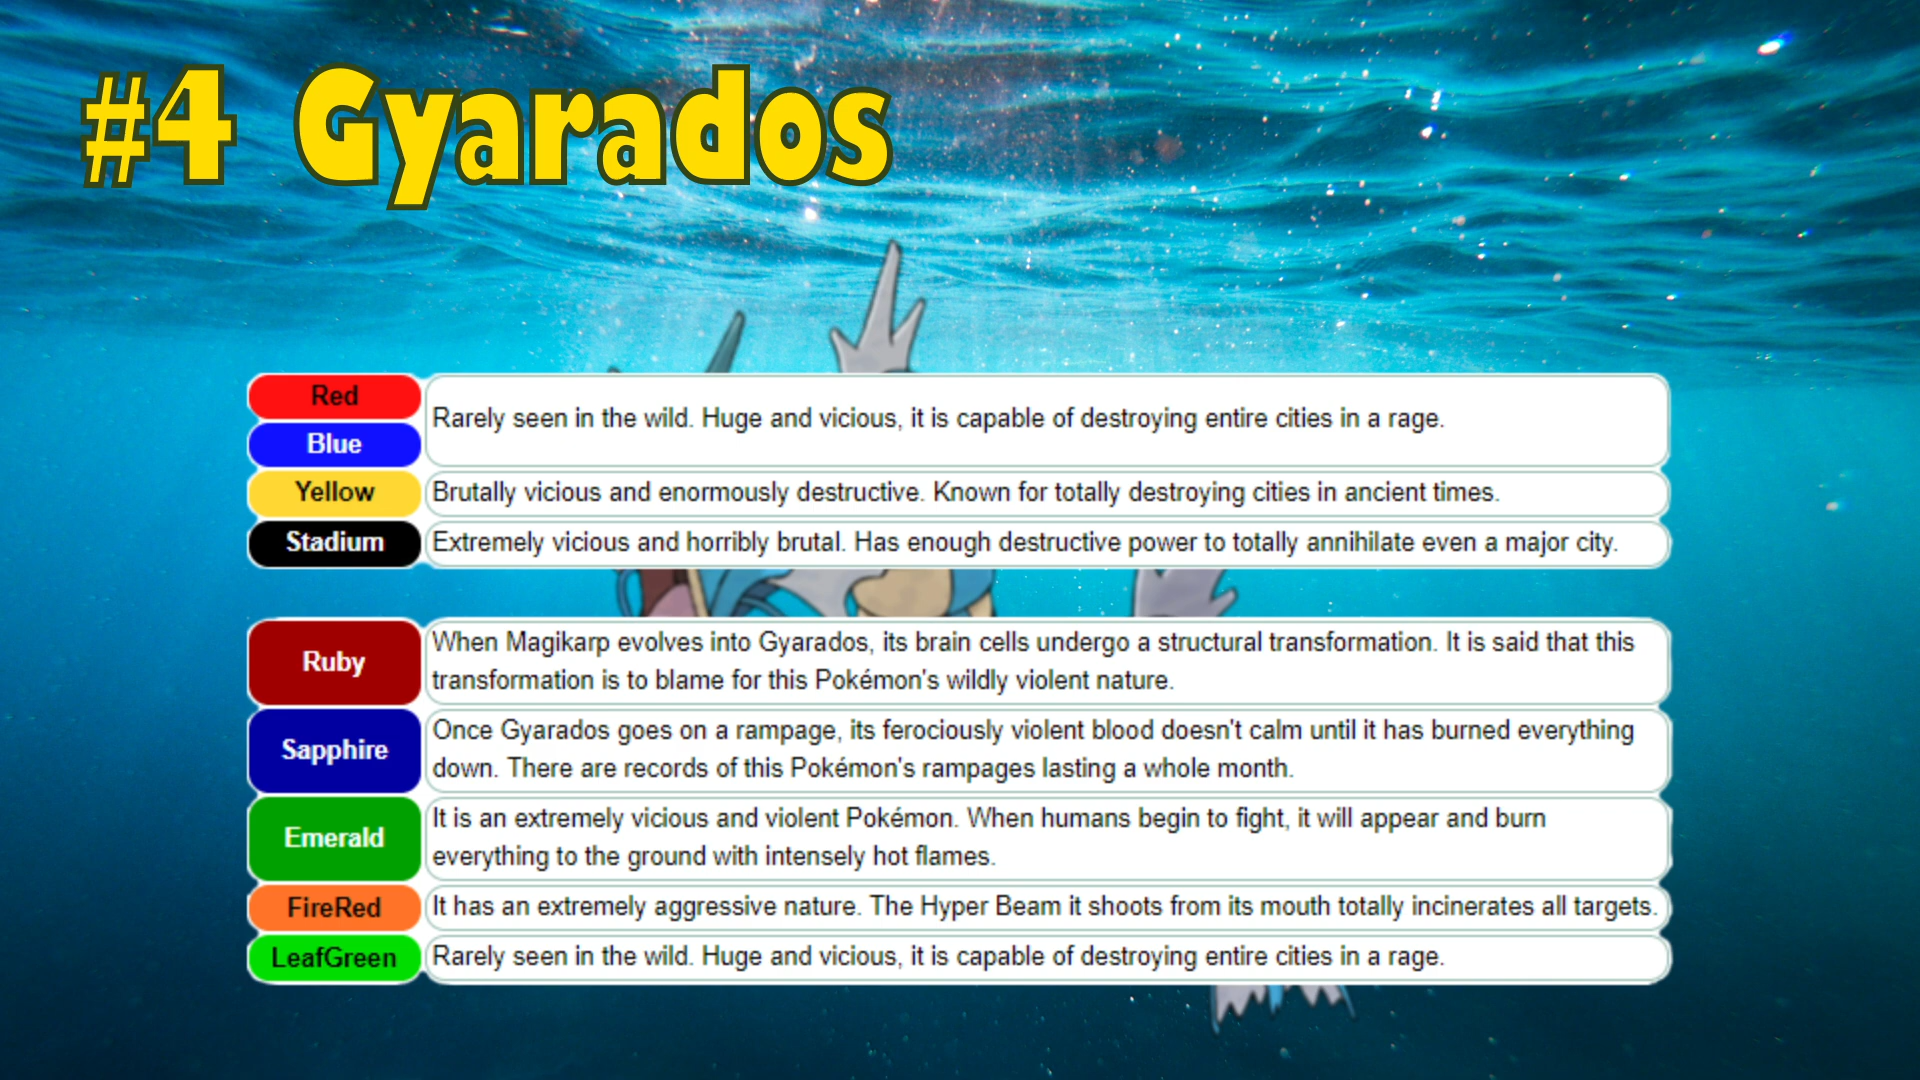 #4 Gyarados
Red
Blue
Rarely seen in the wild. Huge and vicious, it is capable of destroying entire cities in a rage.
Yellow
Brutally vicious and enormously destructive. Known for totally destroying cities in ancient times.
Stadium
Extremely vicious and horribly brutal. Has enough destructive power to totally annihilate even a major city.
Ruby
When Magikarp evolves into Gyarados, its brain cells undergo a structural transformation. It is said that this
transformation is to blame for this Pokémon's wildly violent nature.
Sapphire
Once Gyarados goes on a rampage, its ferociously violent blood doesn't calm until it has burned everything
down. There are records of this Pokémon's rampages lasting a whole month.
Emerald
It is an extremely vicious and violent Pokémon. When humans begin to fight, it will appear and burn
everything to the ground with intensely hot flames.
FireRed
It has an extremely aggressive nature. The Hyper Beam it shoots from its mouth totally incinerates all targets.
LeafGreen
Rarely seen in the wild. Huge and vicious, it is capable of destroying entire cities in a rage.